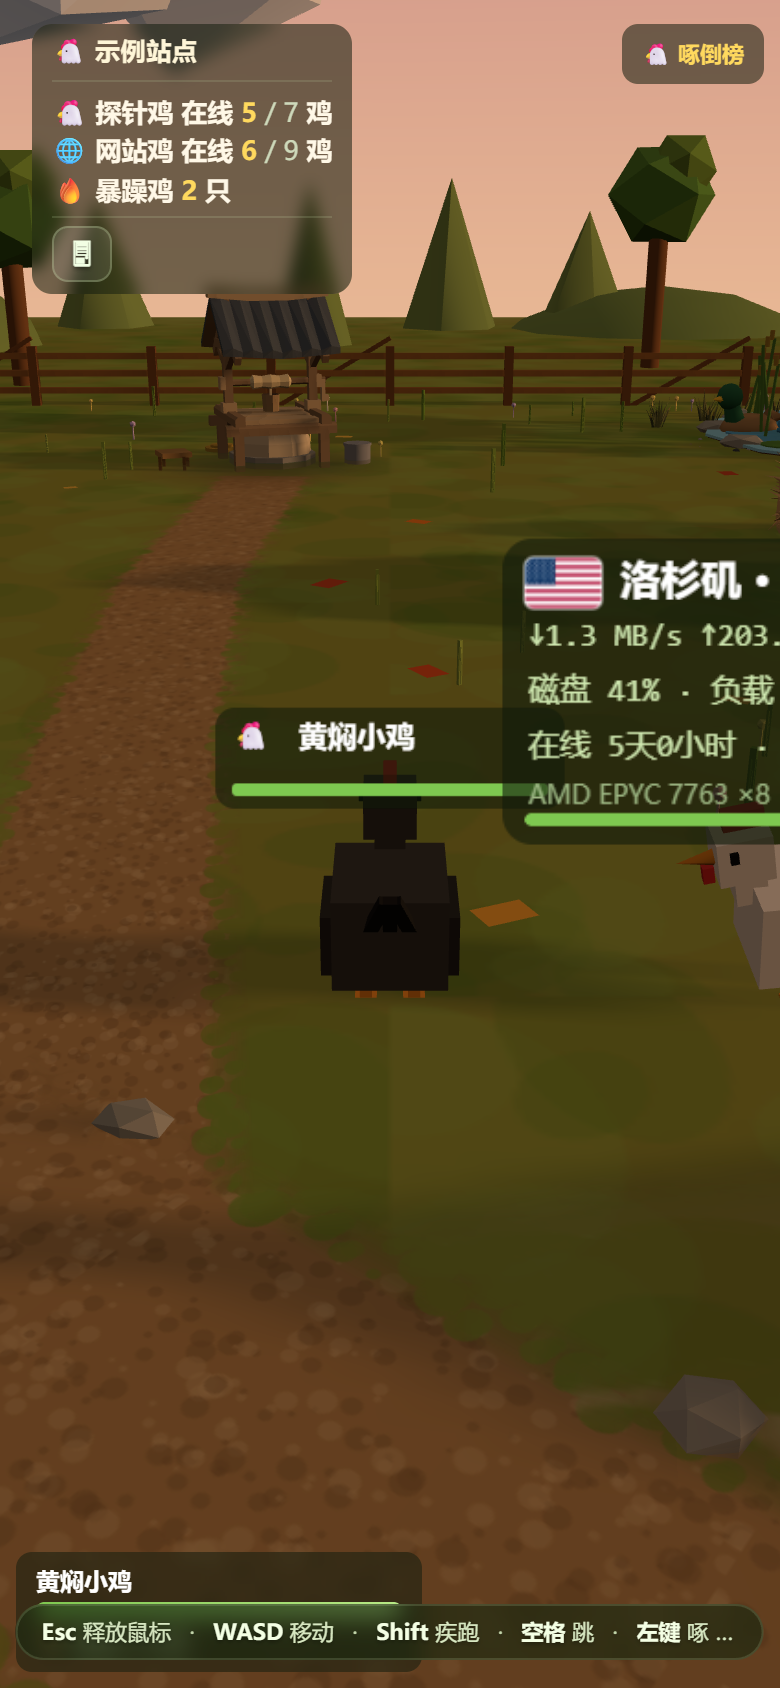 示例站点
啄倒榜
探针鸡 在线 5 / 7 鸡
网站鸡 在线 6 / 9 鸡
暴躁鸡 2 只
洛杉矶 •
↓1.3 MB/s ↑203.
磁盘 41% · 负载
在线 5天0小时 ·
AMD EPYC 7763 ×8
黄焖小鸡
黄焖小鸡
Esc 释放鼠标 · WASD 移动 · Shift 疾跑 · 空格 跳 · 左键 啄 ...